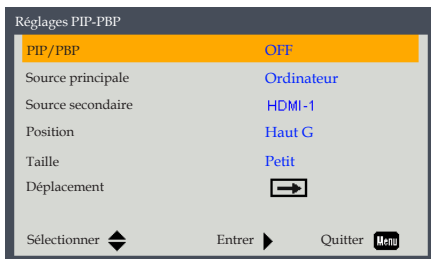 Réglages PIP-PBP
PIP/PBP OFF
Source principale Ordinateur
Source secondaire HDMI-1
Position Haut G
Taille Petit
Déplacement
Sélectionner Entrer Quitter Menu